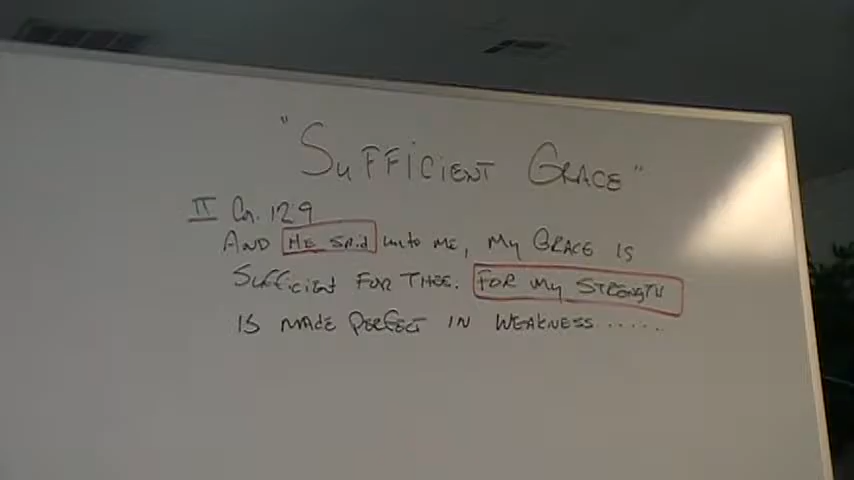 "SUFFICIENT GRACE"
II Cor. 12 9
AND HE SAID unto me, My GRACE IS
SUFFICIENT FOR THEE. FOR My STRENGTH
IS MADE PERFECT IN WEAKNESS......